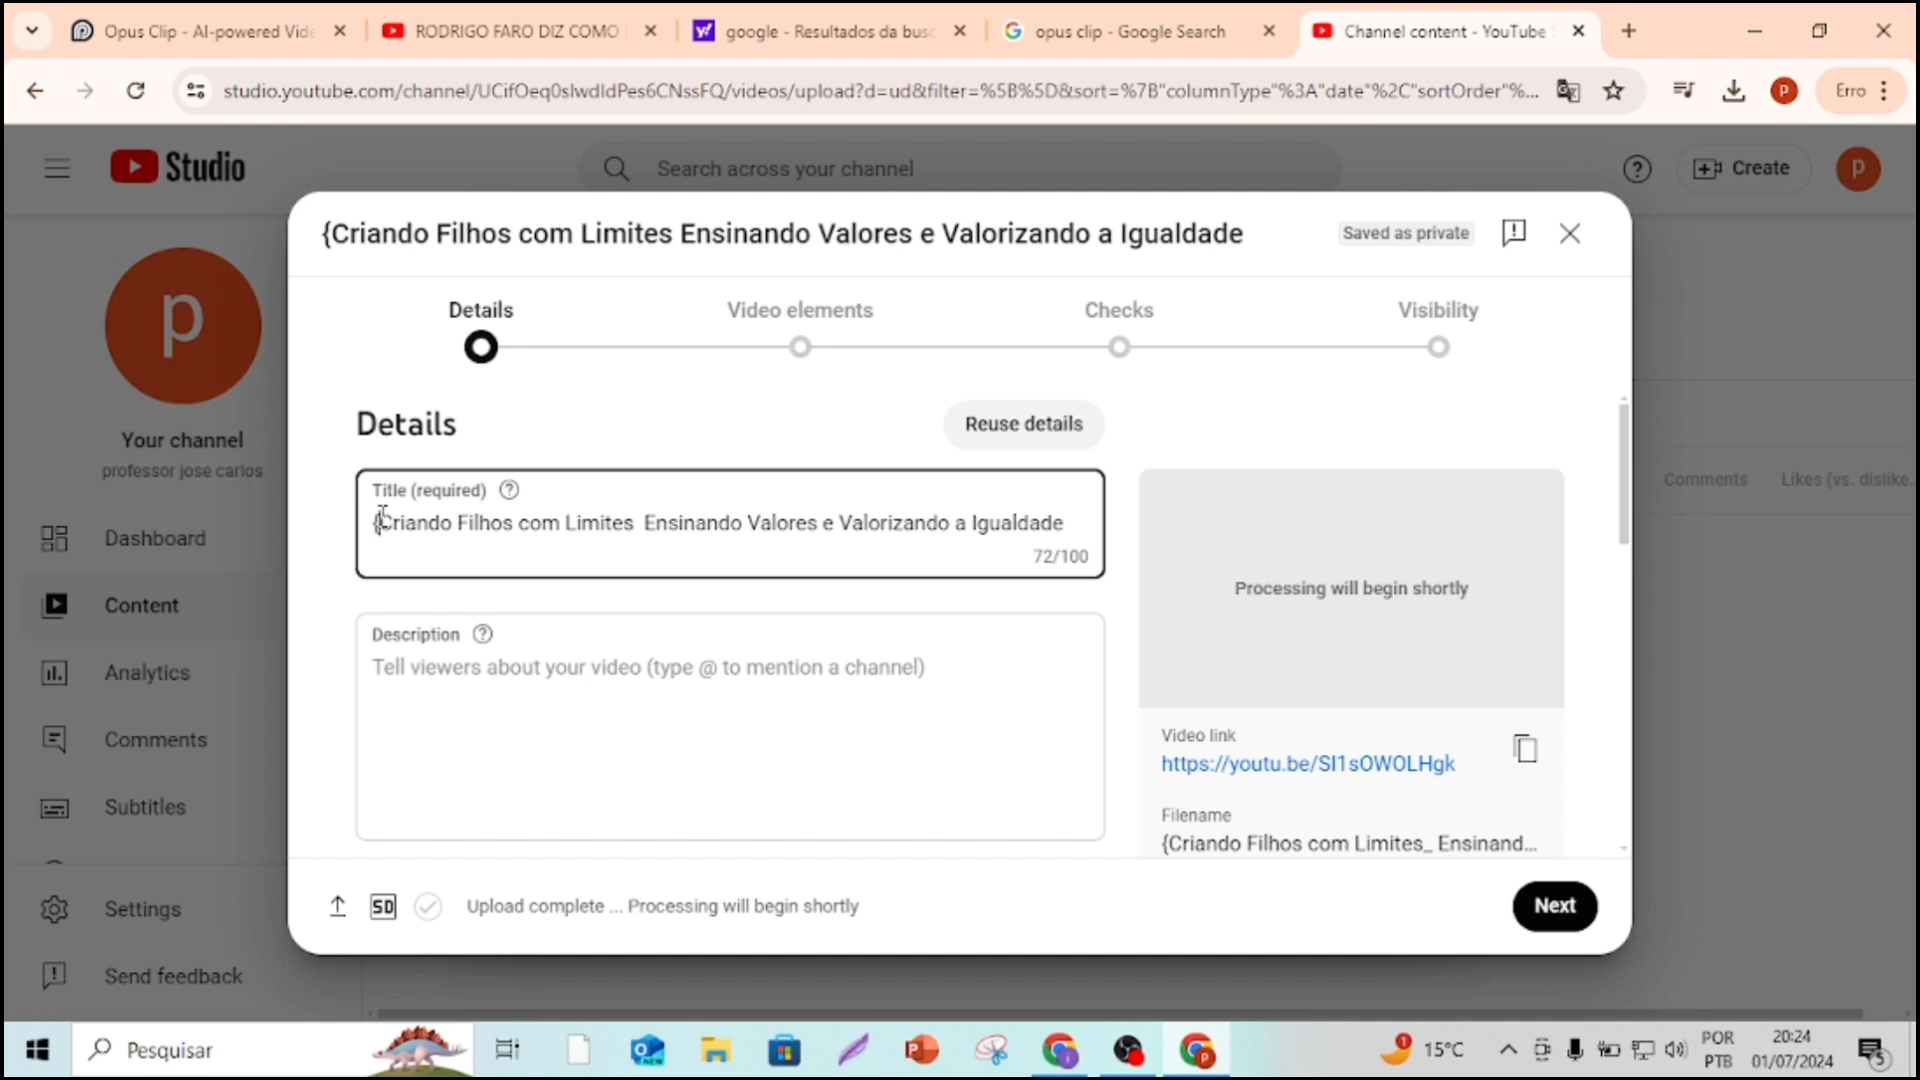 Opus Clip - AI-powered Vide
RODRIGO FARO DIZ COMO
google - Resultados da bus
opus clip - Google Search
Channel content - YouTube
studio.youtube.com/channel/UCifOeq0slwdIdPes6CNssFQ/videos/upload?d=ud&filter=%5B%5D&sort=%7B"columnType"%3A"date"%2C"sortOrder"%...
P
Erro
Studio
Search across your channel
Create
p
{Criando Filhos com Limites Ensinando Valores e Valorizando a Igualdade
Saved as private
Details
Video elements
Checks
Visibility
p
Your channel
professor jose carlos
Dashboard
Content
Analytics
Comments
Subtitles
Settings
Send feedback
Details
Reuse details
Title (required)
{Criando Filhos com Limites Ensinando Valores e Valorizando a Igualdade
72/100
Description
Tell viewers about your video (type @ to mention a channel)
Processing will begin shortly
Video link
https://youtu.be/SI1sOWOLHgk
Filename
{Criando Filhos com Limites_ Ensinand...
Comments
Likes (vs. dislike...
SD
Upload complete ... Processing will begin shortly
Next
Pesquisar
15°C
POR
PTB
20:24
01/07/2024
5